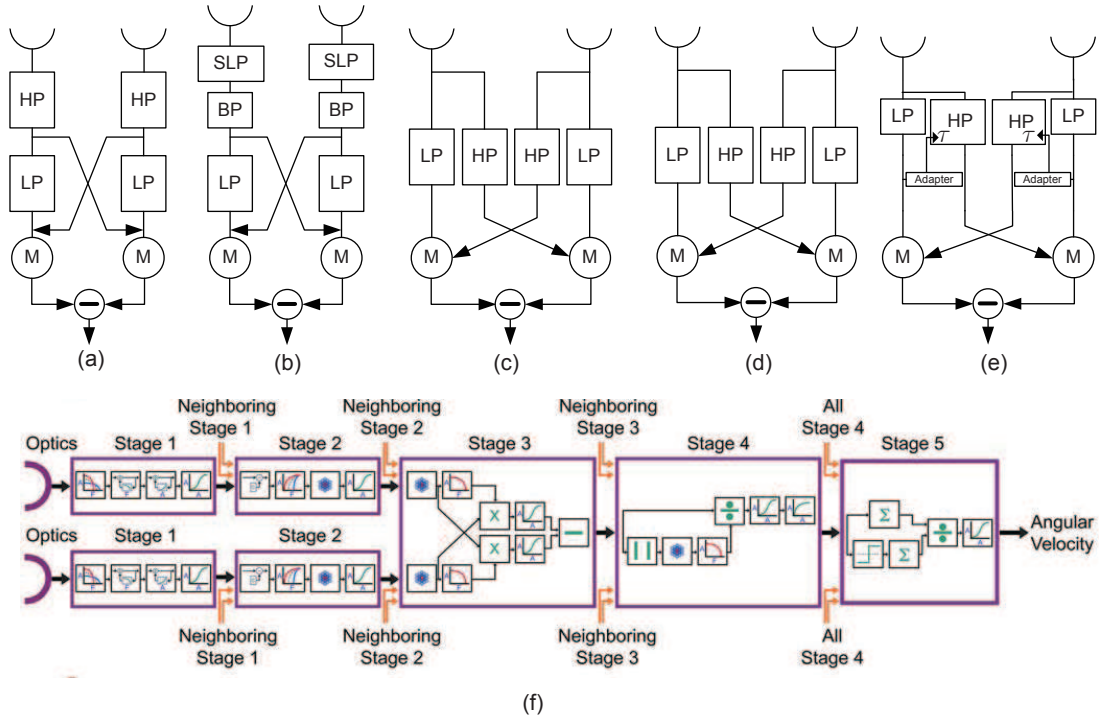 HP HP
LP LP
M M
(a)
SLP SLP
BP BP
LP LP
M M
(b)
LP HP HP LP
M M
(c)
LP HP HP LP
M M
(d)
LP HP HP LP
τ τ
Adapter Adapter
M M
(e)
Neighboring Stage 1
Neighboring Stage 2
Neighboring Stage 3
All Stage 4
Optics
Stage 1
Stage 2
Stage 3
Stage 4
Stage 5
X
X
Σ
Σ
Angular Velocity
Stage 1
Stage 2
Neighboring Stage 1
Neighboring Stage 2
Neighboring Stage 3
All Stage 4
(f)